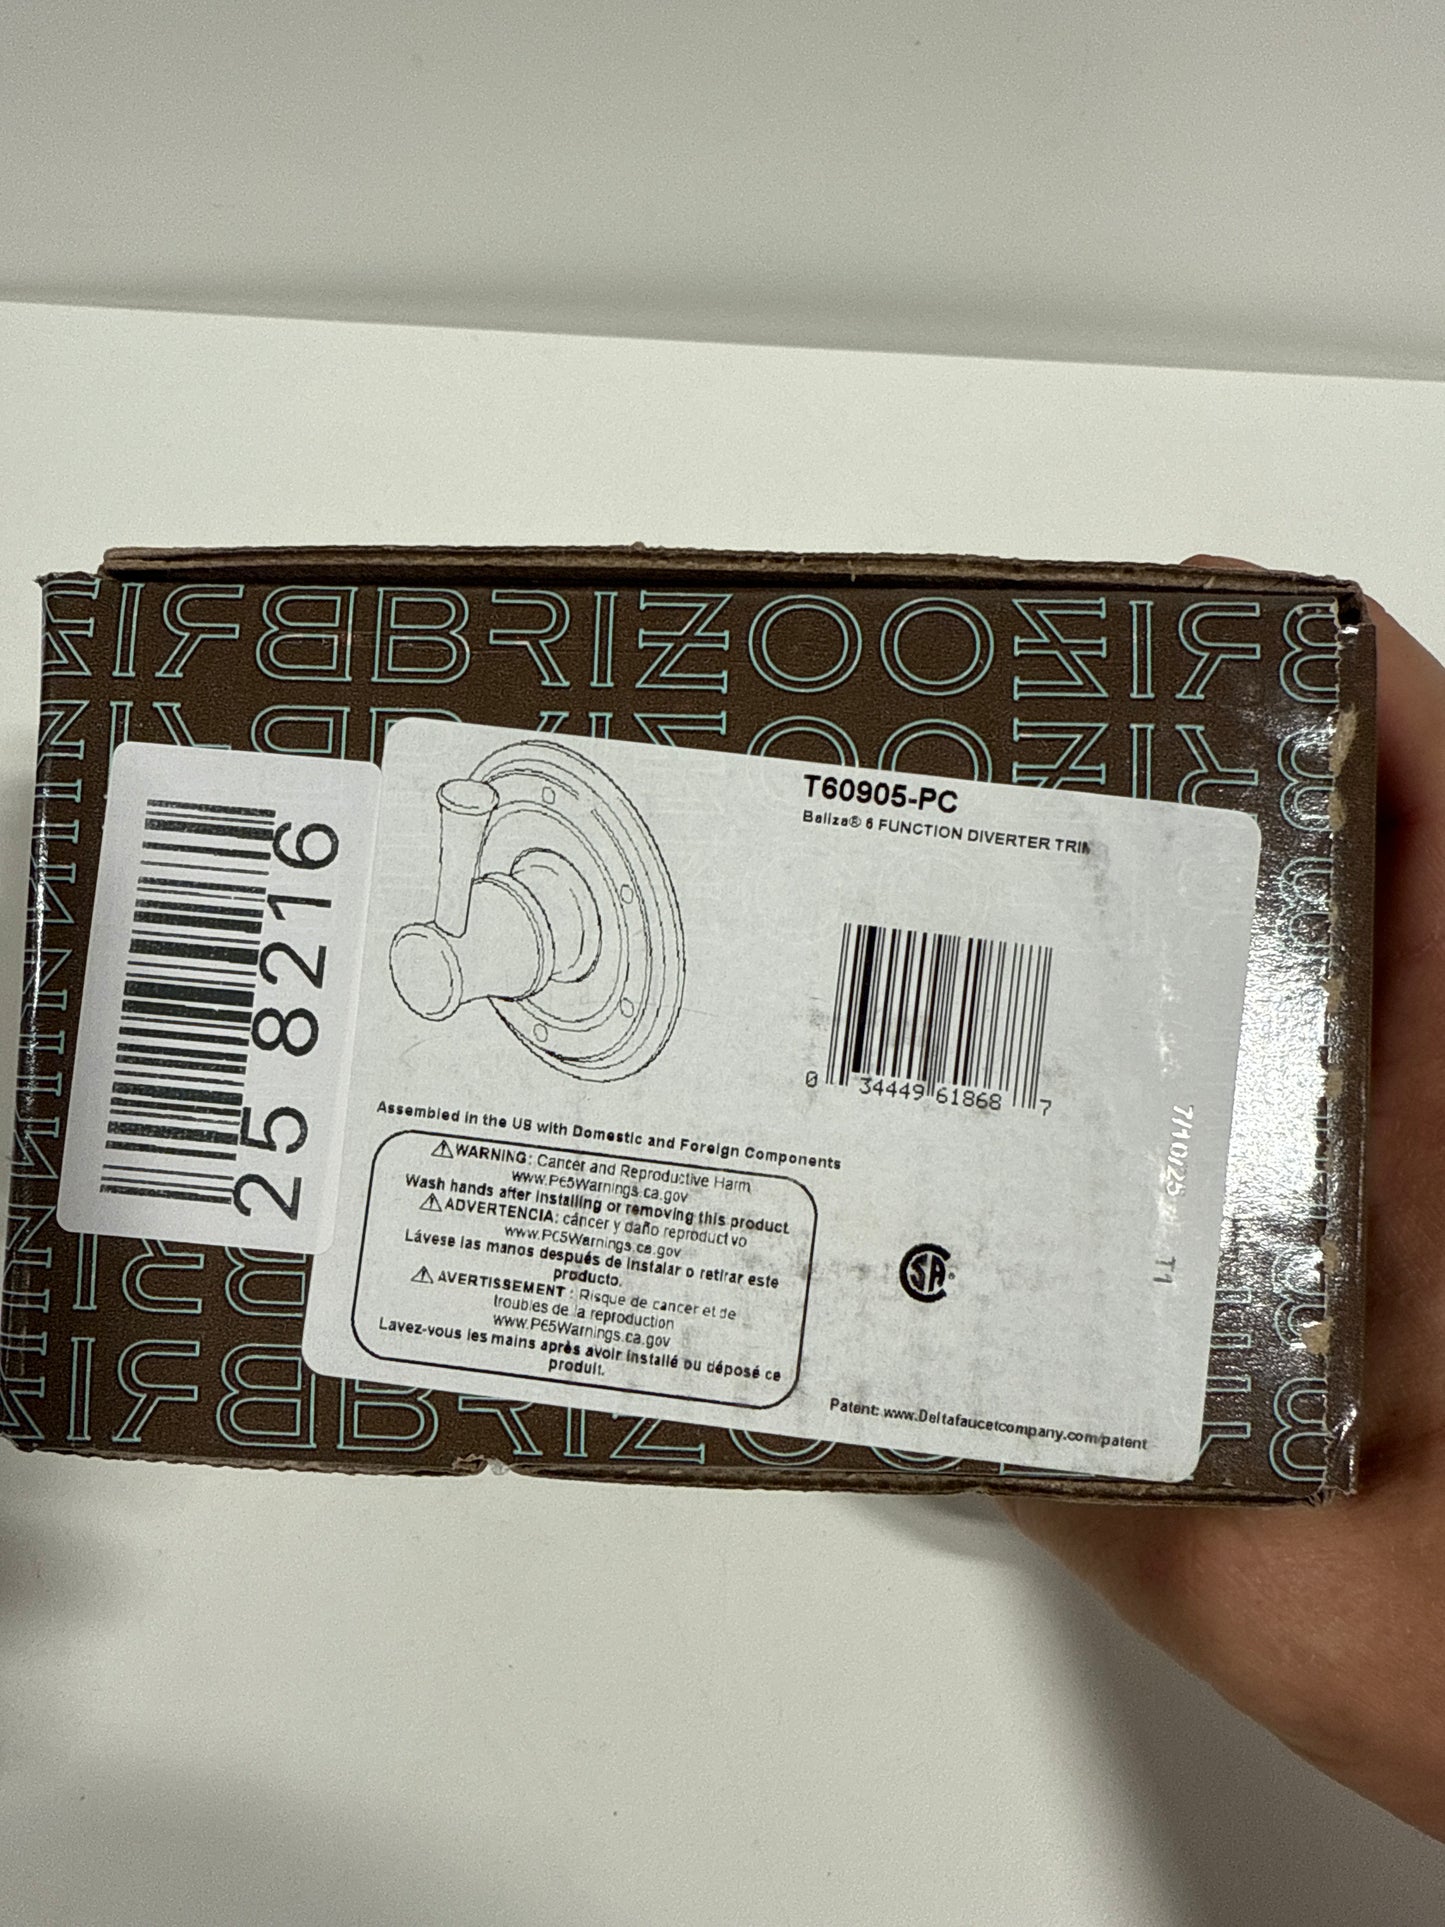 BRIZO
25 8216
T60905-PC
Baliza® 6 FUNCTION DIVERTER TRIM
0 34449 61868 7
Assembled in the US with Domestic and Foreign Components
⚠WARNING: Cancer and Reproductive Harm
www.P65Warnings.ca.gov
Wash hands after installing or removing this product
⚠ADVERTENCIA: cáncer y daño reproductivo
www.P65Warnings.ca.gov
Lávese las manos después de instalar o retirar este
producto.
⚠AVERTISSEMENT : Risque de cancer et de
troubles de la reproduction
www.P65Warnings.ca.gov
Lavez-vous les mains après avoir installé ou déposé ce
produit.
SA
7/10/25
T1
Patent: www.Deltafaucetcompany.com/patent